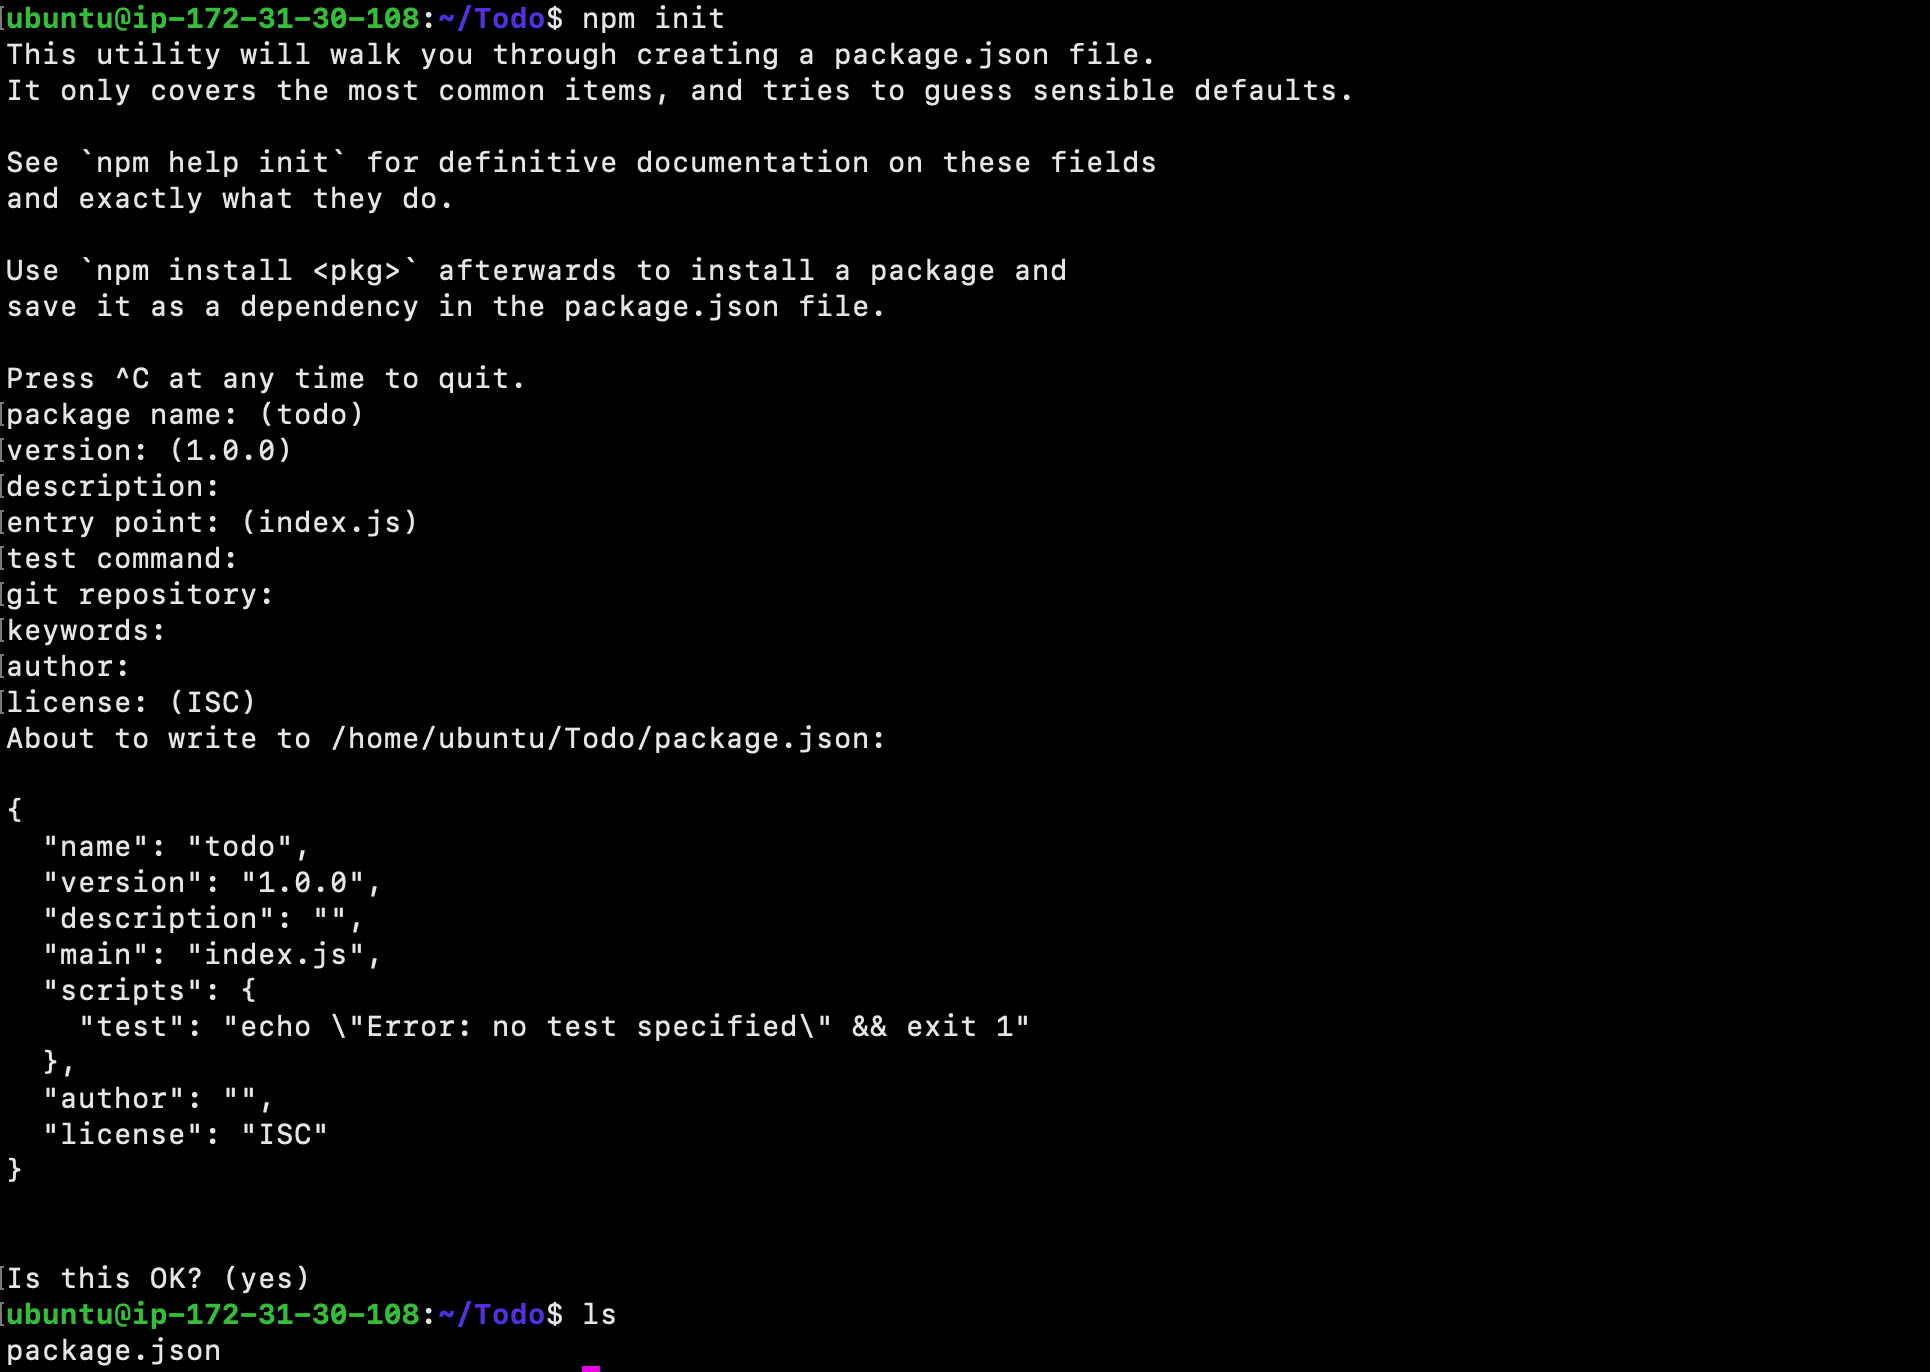 ubuntu@ip-172-31-30-108:~/Todo$ npm init
This utility will walk you through creating a package.json file.
It only covers the most common items, and tries to guess sensible defaults.
See `npm help init` for definitive documentation on these fields
and exactly what they do.
Use `npm install <pkg>` afterwards to install a package and
save it as a dependency in the package.json file.
Press ^C at any time to quit.
package name: (todo)
version: (1.0.0)
description:
entry point: (index.js)
test command:
git repository:
keywords:
author:
license: (ISC)
About to write to /home/ubuntu/Todo/package.json:
{
  "name": "todo",
  "version": "1.0.0",
  "description": "",
  "main": "index.js",
  "scripts": {
    "test": "echo \"Error: no test specified\" && exit 1"
  },
  "author": "",
  "license": "ISC"
}
Is this OK? (yes)
ubuntu@ip-172-31-30-108:~/Todo$ ls
package.json